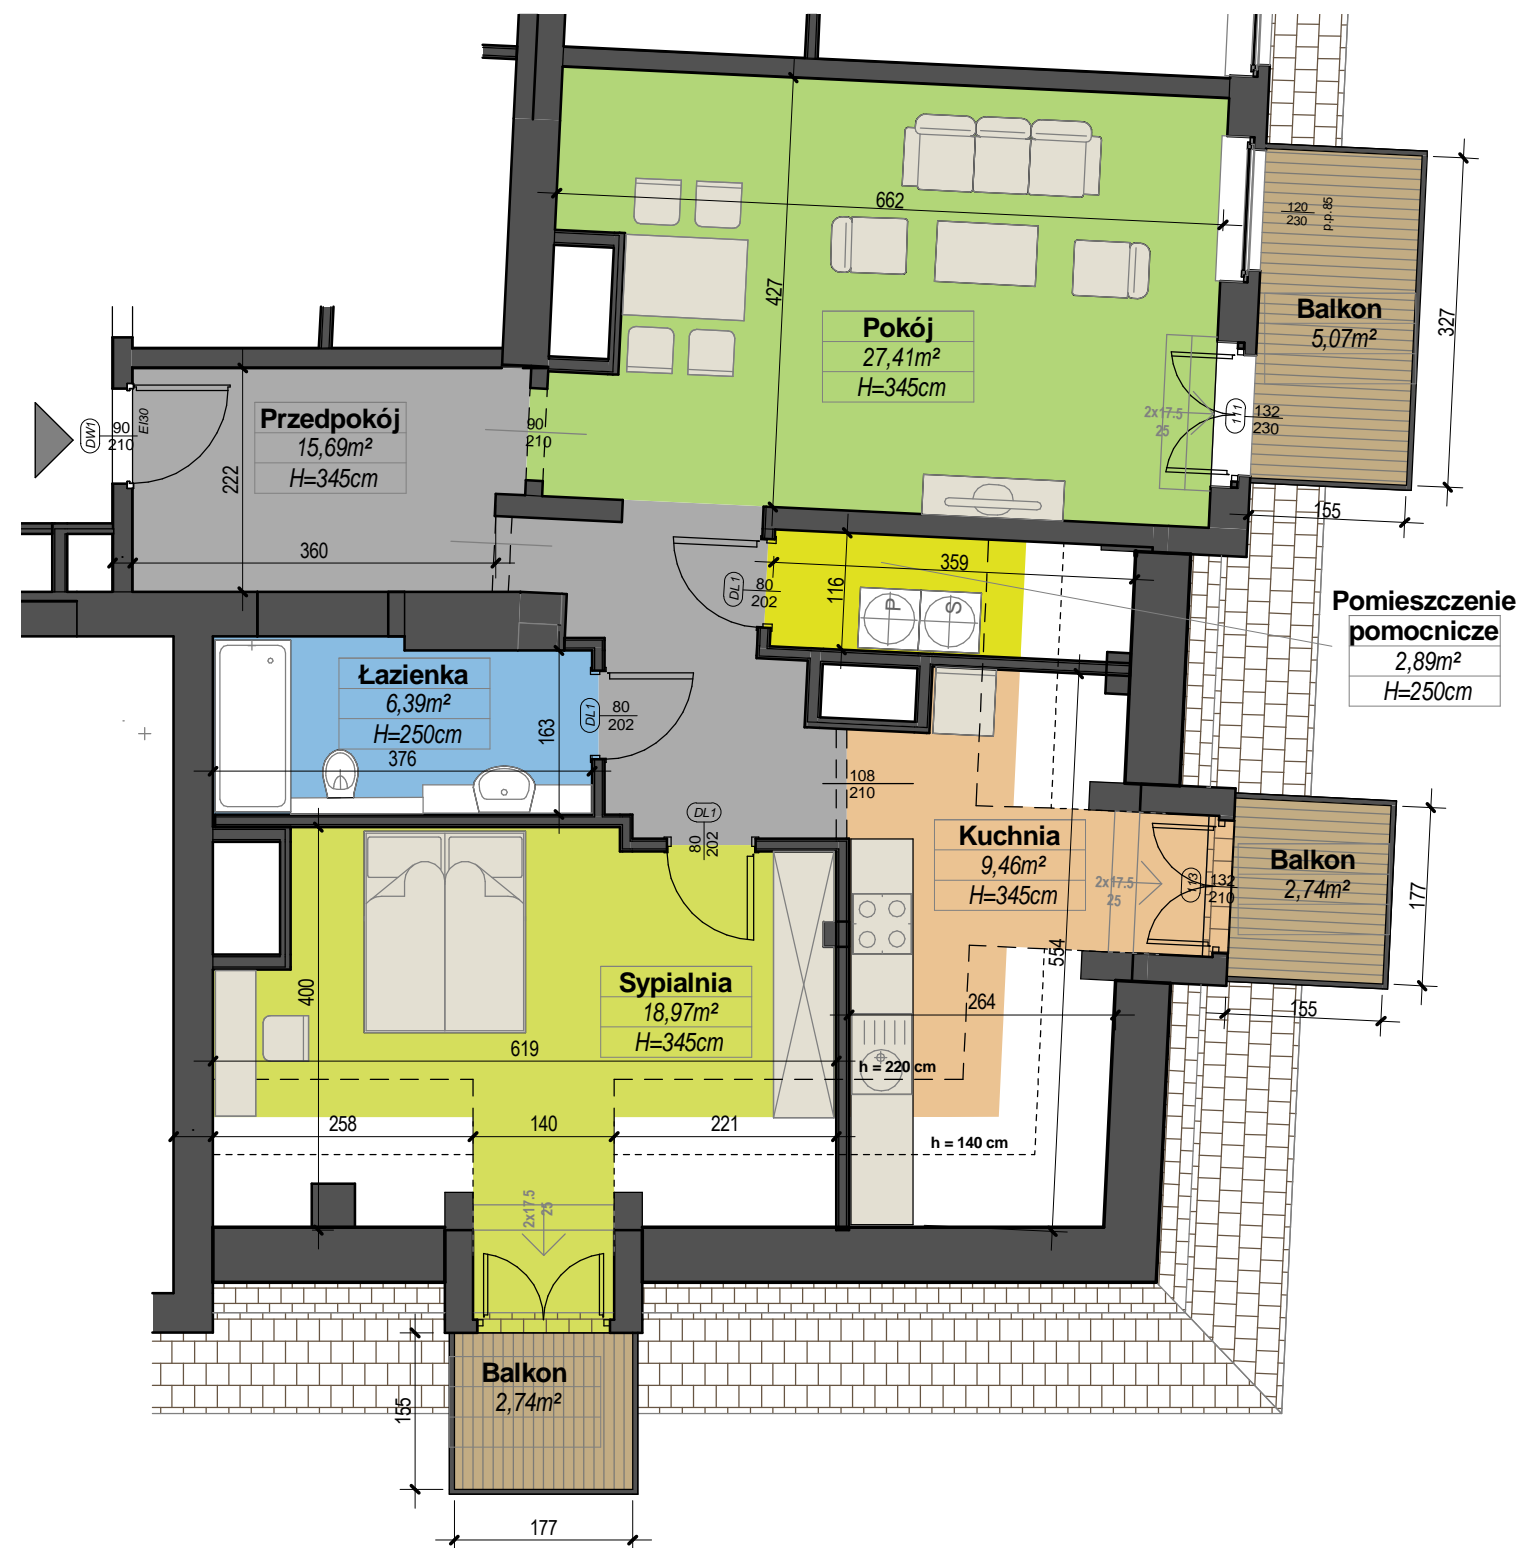 662
427
120
230
p.p.85
Balkon
5,07m²
327
Pokój
27,41m²
H=345cm
2x17.5
25
111
132
230
155
Przedpokój
15,69m²
H=345cm
DW1
90
210
EI30
222
360
90
210
DL1
80
202
116
359
P
S
Pomieszczenie
pomocnicze
2,89m²
H=250cm
Łazienka
6,39m²
H=250cm
376
163
DL1
80
202
DL1
80
202
108
210
Kuchnia
9,46m²
H=345cm
2x17.5
25
113
132
210
Balkon
2,74m²
177
155
554
264
h = 220 cm
h = 140 cm
Sypialnia
18,97m²
H=345cm
400
619
258
140
221
2x17.5
25
Balkon
2,74m²
155
177